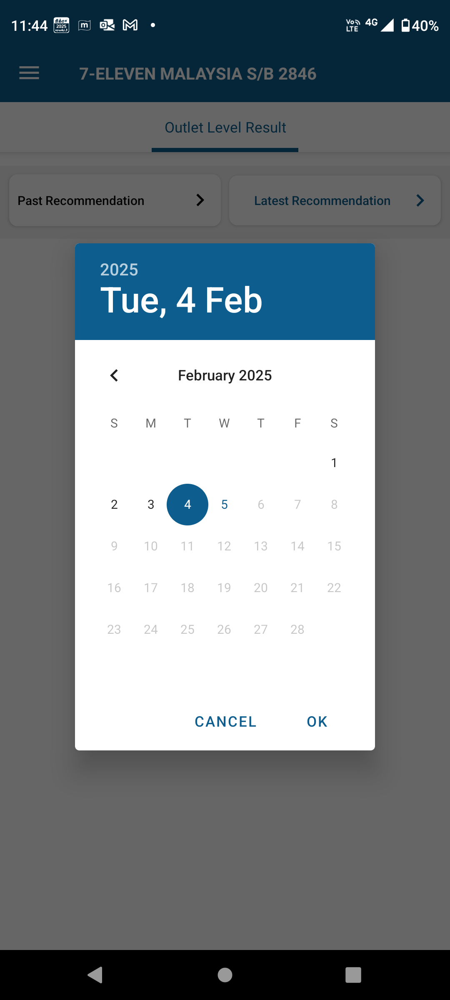 11:44 நித்ரா 2025 m M VoLTE 4G 40%
7-ELEVEN MALAYSIA S/B 2846
Outlet Level Result
Past Recommendation
Latest Recommendation
2025
Tue, 4 Feb
February 2025
S M T W T F S
1
2 3 4 5 6 7 8
9 10 11 12 13 14 15
16 17 18 19 20 21 22
23 24 25 26 27 28
CANCEL OK